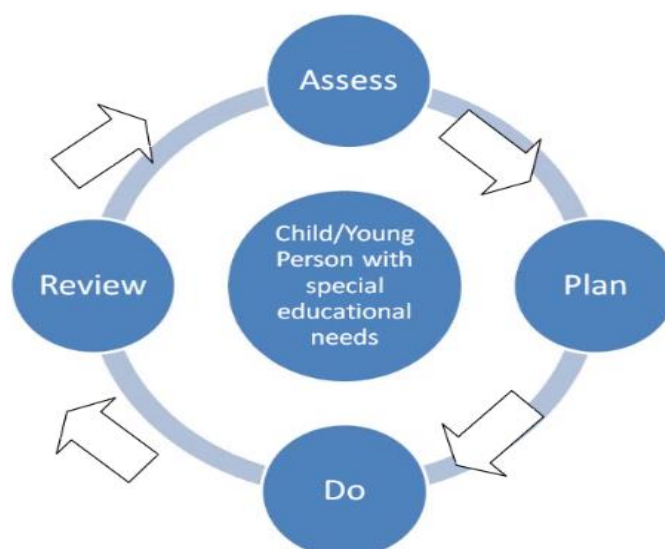 Assess
Review
Child/Young
Person with
special
educational
needs
Plan
Do